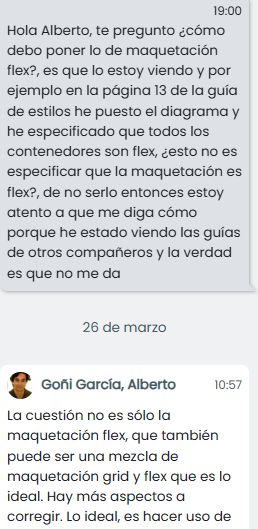 19:00
Hola Alberto, te pregunto ¿cómo
debo poner lo de maquetación
flex?, es que lo estoy viendo y por
ejemplo en la página 13 de la guía
de estilos he puesto el diagrama y
he especificado que todos los
contenedores son flex, ¿esto no es
especificar que la maquetación es
flex?, de no serlo entonces estoy
atento a que me diga cómo
porque he estado viendo las guías
de otros compañeros y la verdad
es que no me da
26 de marzo
Goñi García, Alberto 10:57
La cuestión no es sólo la
maquetación flex, que también
puede ser una mezcla de
maquetación grid y flex que es lo
ideal. Hay más aspectos a
corregir. Lo ideal, es hacer uso de